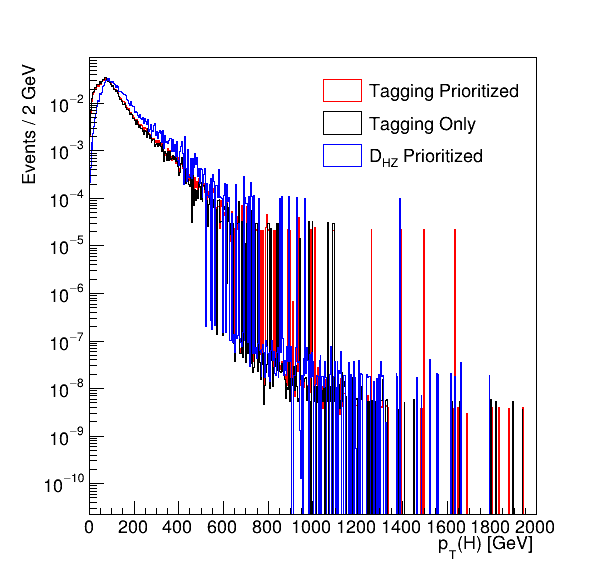 Events / 2 GeV
10⁻²
10⁻³
10⁻⁴
10⁻⁵
10⁻⁶
10⁻⁷
10⁻⁸
10⁻⁹
10⁻¹⁰
Tagging Prioritized
Tagging Only
D_HZ Prioritized
0 200 400 600 800 1000 1200 1400 1600 1800 2000
p_T(H) [GeV]